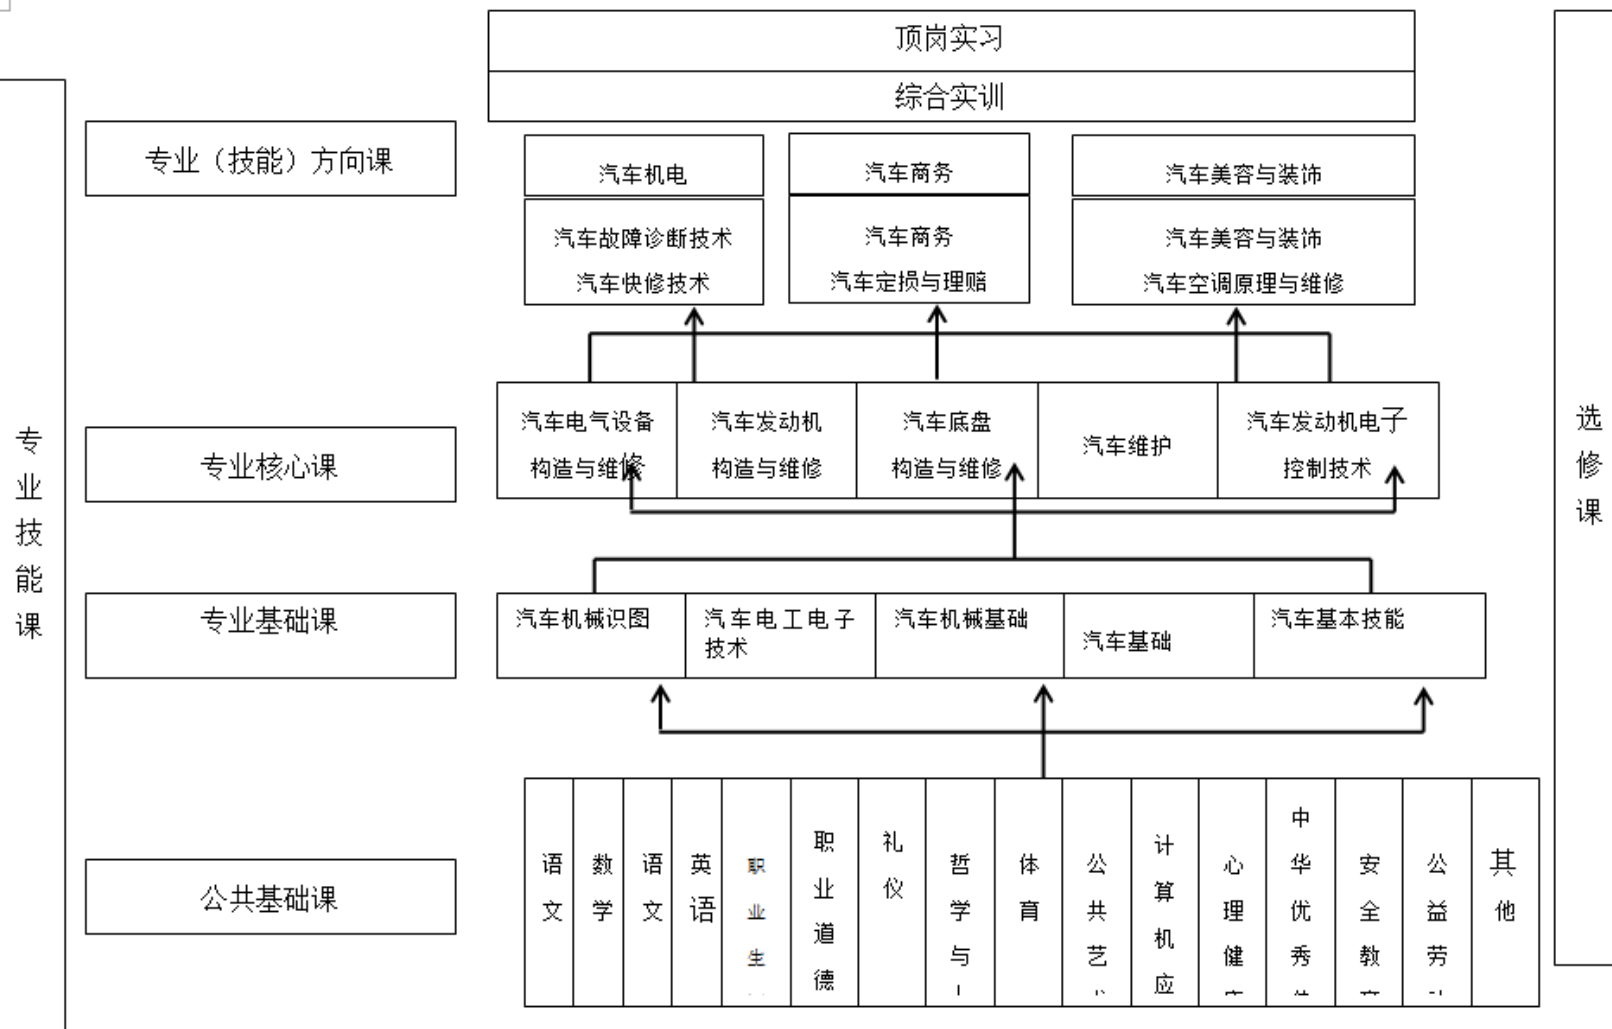 顶岗实习
综合实训
专业（技能）方向课
汽车机电
汽车商务
汽车美容与装饰
汽车故障诊断技术
汽车快修技术
汽车商务
汽车定损与理赔
汽车美容与装饰
汽车空调原理与维修
专业技能课
专业核心课
汽车电气设备
构造与维修
汽车发动机
构造与维修
汽车底盘
构造与维修
汽车维护
汽车发动机电子
控制技术
选修课
专业基础课
汽车机械识图
汽车电工电子
技术
汽车机械基础
汽车基础
汽车基本技能
公共基础课
语文
数学
语文
英语
职业生
职业道德
礼仪
哲学与
体育
公共艺
计算机应
心理健
中华优秀
安全教
公益劳
其他